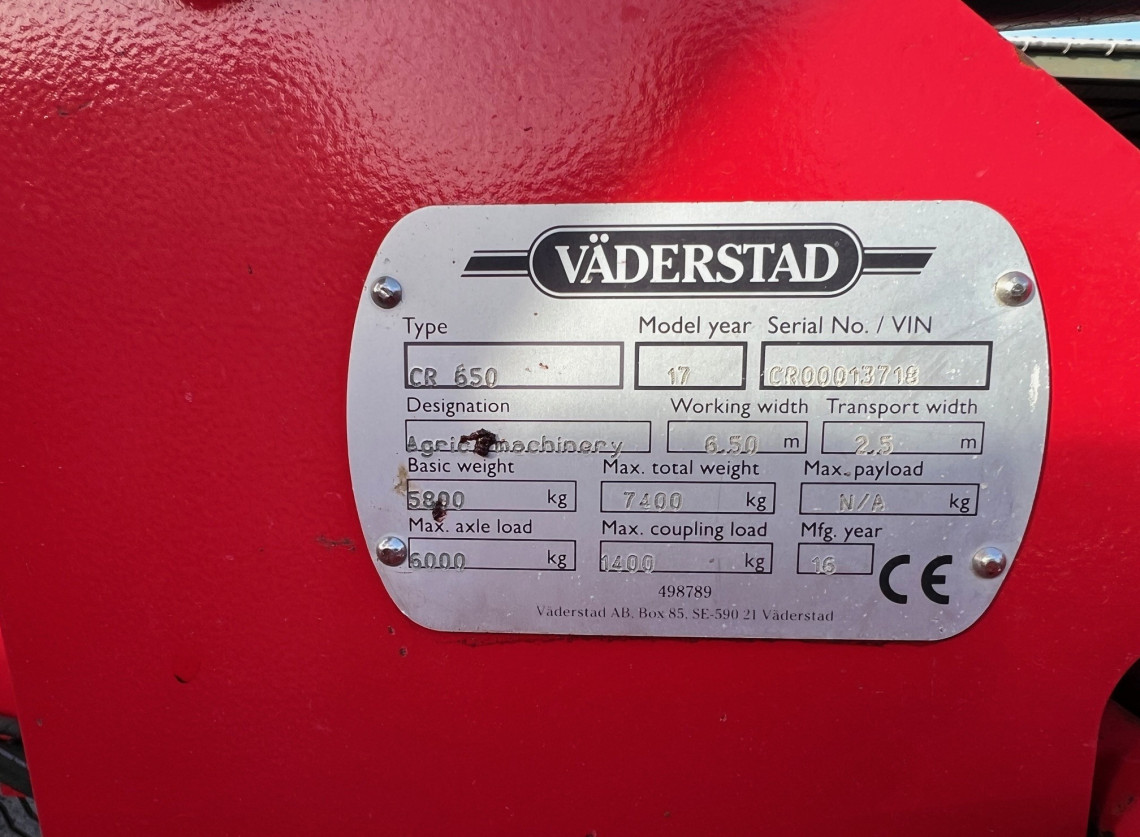 VÄDERSTAD
Type Model year Serial No. / VIN
CR 650 17 CR00013718
Designation Working width Transport width
machinery 6.50 m 2.5 m
Basic weight Max. total weight Max. payload
5800 kg 7400 kg N/A kg
Max. axle load Max. coupling load Mfg. year
6000 kg 1400 kg 16
CE
498789
Väderstad AB, Box 85, SE-590 21 Väderstad